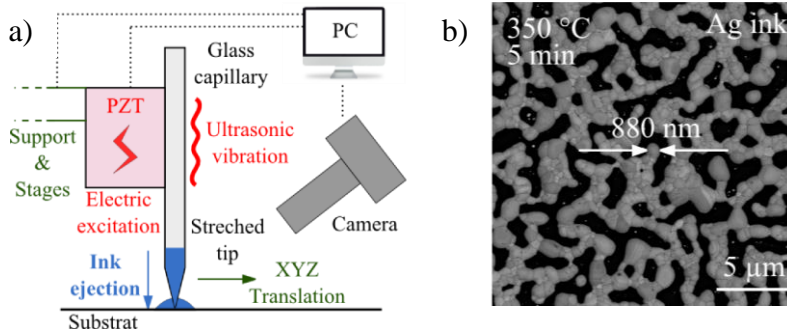 a)
Glass
capillary
PC
PZT
Support
&
Stages
Ultrasonic
vibration
Electric
excitation
Streched
tip
Camera
Ink
ejection
XYZ
Translation
Substrat
b)
350 °C
5 min
Ag ink
880 nm
5 µm